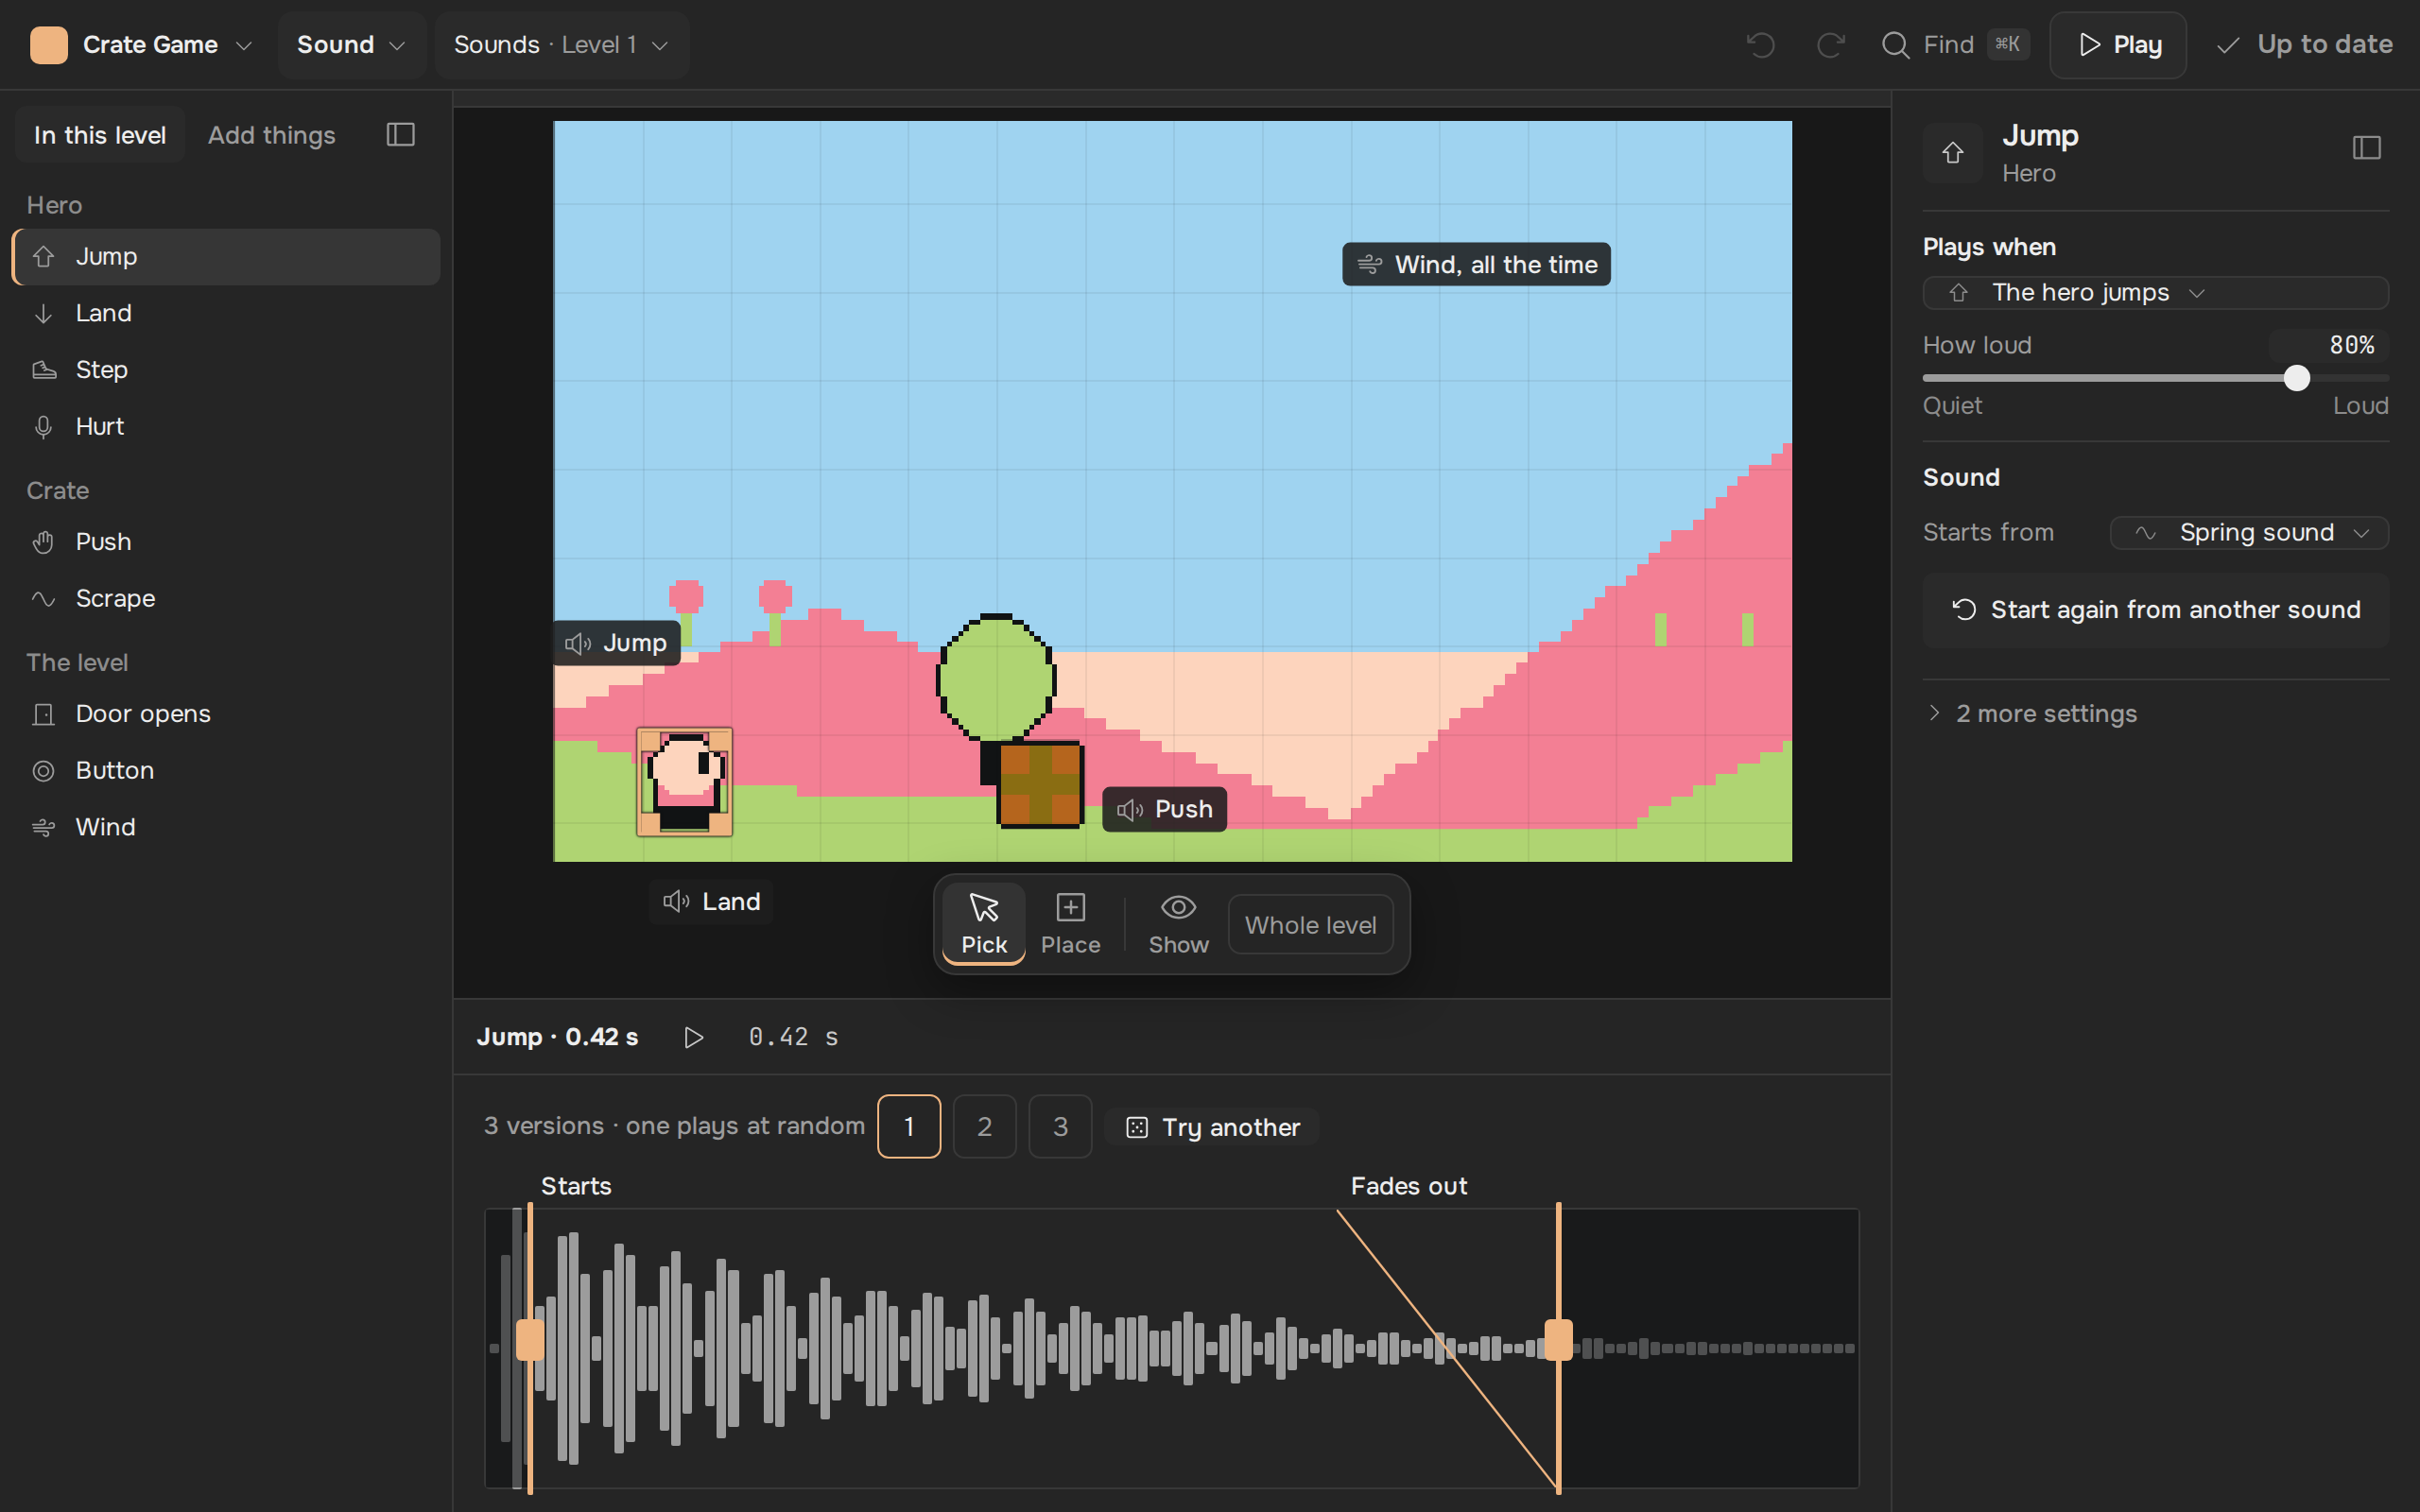 Crate Game
Sound
Sounds · Level 1
Find ⌘K
Play
Up to date
In this level
Add things
Hero
Jump
Land
Step
Hurt
Crate
Push
Scrape
The level
Door opens
Button
Wind
Wind, all the time
Jump
Push
Land
Pick
Place
Show
Whole level
Jump · 0.42 s
0.42 s
3 versions · one plays at random
1
2
3
Try another
Starts
Fades out
Jump
Hero
Plays when
The hero jumps
How loud
80%
Quiet
Loud
Sound
Starts from
Spring sound
Start again from another sound
2 more settings